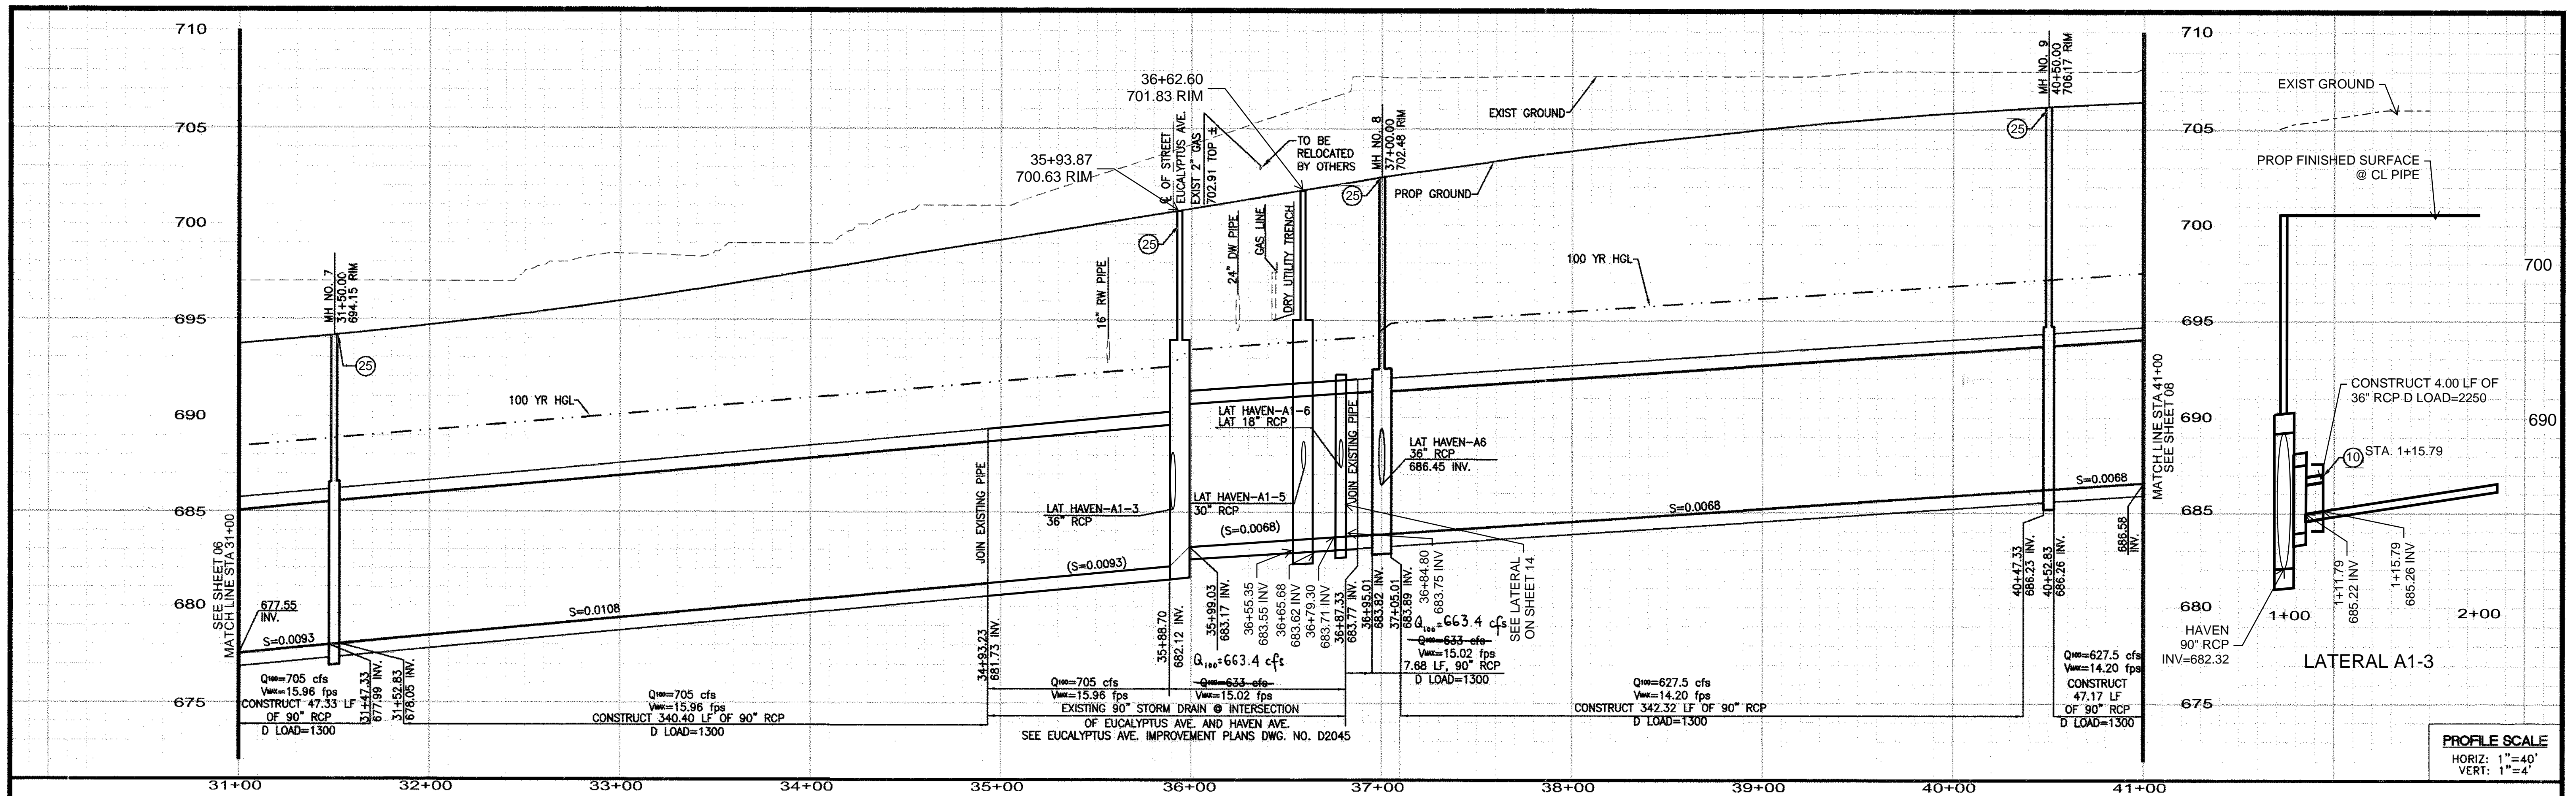 710
705
700
695
690
685
680
675
SEE SHEET 06
MATCH LINE STA 31+00
677.55
INV.
S=0.0093
MH NO. 7
31+50.00
694.15 RIM
25
100 YR HGL
S=0.0108
31+47.33
677.99 INV.
31+52.83
678.05 INV.
Q100=705 cfs
VMAX=15.96 fps
CONSTRUCT 47.33 LF
OF 90" RCP
D LOAD=1300
Q100=705 cfs
VMAX=15.96 fps
CONSTRUCT 340.40 LF OF 90" RCP
D LOAD=1300
JOIN EXISTING PIPE
34+93.23
681.73 INV.
35+93.87
700.63 RIM
25
℄ OF STREET
EUCALYPTUS AVE.
EXIST 2" GAS
702.91 TOP ±
36+62.60
701.83 RIM
TO BE
RELOCATED
BY OTHERS
16" RW PIPE
24" DW PIPE
GAS LINE
DRY UTILITY TRENCH
MH NO. 8
37+00.00
702.48 RIM
25
PROP GROUND
EXIST GROUND
100 YR HGL
LAT HAVEN-A1-3
36" RCP
LAT HAVEN-A1-6
LAT 18" RCP
LAT HAVEN-A1-5
30" RCP
JOIN EXISTING PIPE
LAT HAVEN-A6
36" RCP
686.45 INV.
(S=0.0093)
(S=0.0068)
35+88.70
682.12 INV.
35+99.03
683.17 INV.
36+55.35
683.55 INV
36+65.68
683.62 INV
36+79.30
683.71 INV
36+87.33
683.77 INV.
36+95.01
683.82 INV.
37+05.01
683.89 INV.
36+84.80
683.75 INV
SEE LATERAL
ON SHEET 14
Q100=705 cfs
VMAX=15.96 fps
Q100=663.4 cfs
Q100=633 cfs
VMAX=15.02 fps
EXISTING 90" STORM DRAIN @ INTERSECTION
OF EUCALYPTUS AVE. AND HAVEN AVE.
SEE EUCALYPTUS AVE. IMPROVEMENT PLANS DWG. NO. D2045
Q100=663.4 cfs
Q100=633 cfs
VMAX=15.02 fps
7.68 LF, 90" RCP
D LOAD=1300
S=0.0068
Q100=627.5 cfs
VMAX=14.20 fps
CONSTRUCT 342.32 LF OF 90" RCP
D LOAD=1300
MH NO. 9
40+50.00
706.17 RIM
25
S=0.0068
40+47.33
686.23 INV.
40+52.83
686.26 INV.
686.58
INV.
Q100=627.5 cfs
VMAX=14.20 fps
CONSTRUCT
47.17 LF
OF 90" RCP
D LOAD=1300
MATCH LINE STA 41+00
SEE SHEET 08
31+00
32+00
33+00
34+00
35+00
36+00
37+00
38+00
39+00
40+00
41+00
710
705
700
695
690
685
680
675
EXIST GROUND
PROP FINISHED SURFACE
@ CL PIPE
700
690
CONSTRUCT 4.00 LF OF
36" RCP D LOAD=2250
10
STA. 1+15.79
1+11.79
685.22 INV
1+15.79
685.26 INV
1+00
2+00
HAVEN
90" RCP
INV=682.32
LATERAL A1-3
PROFILE SCALE
HORIZ: 1"=40'
VERT: 1"=4'